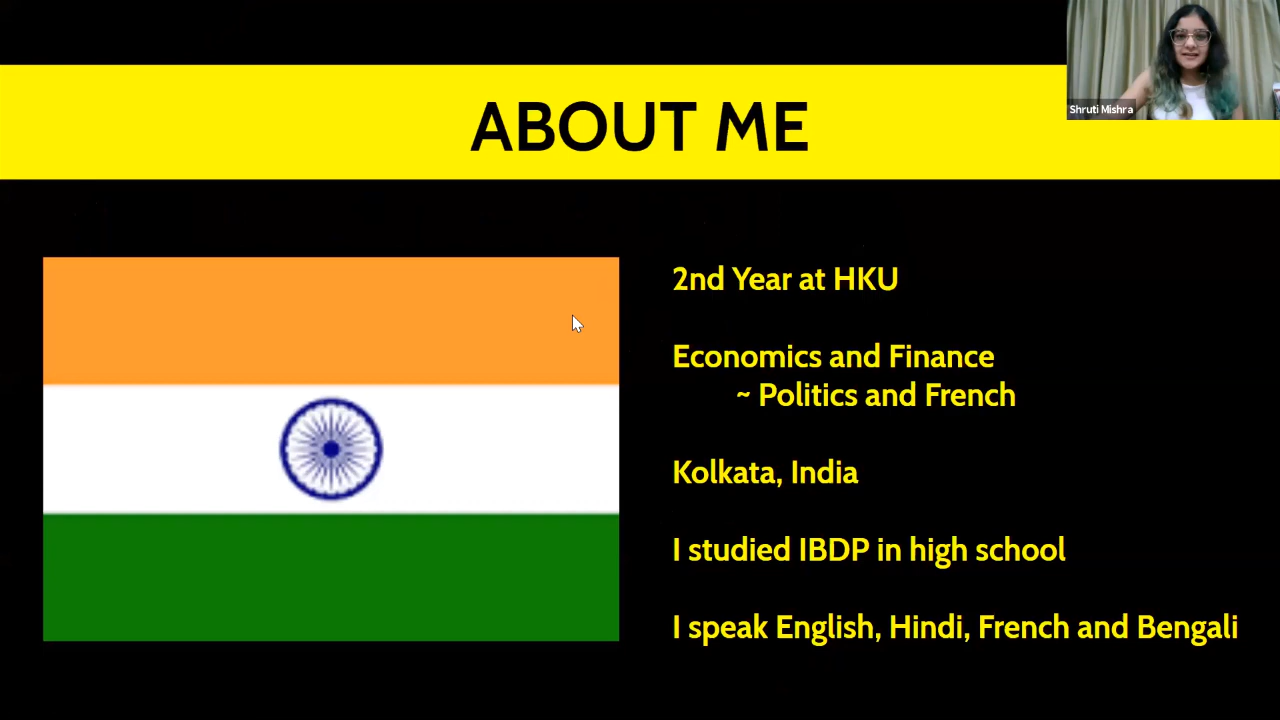 Shruti Mishra
ABOUT ME
2nd Year at HKU
Economics and Finance
~ Politics and French
Kolkata, India
I studied IBDP in high school
I speak English, Hindi, French and Bengali